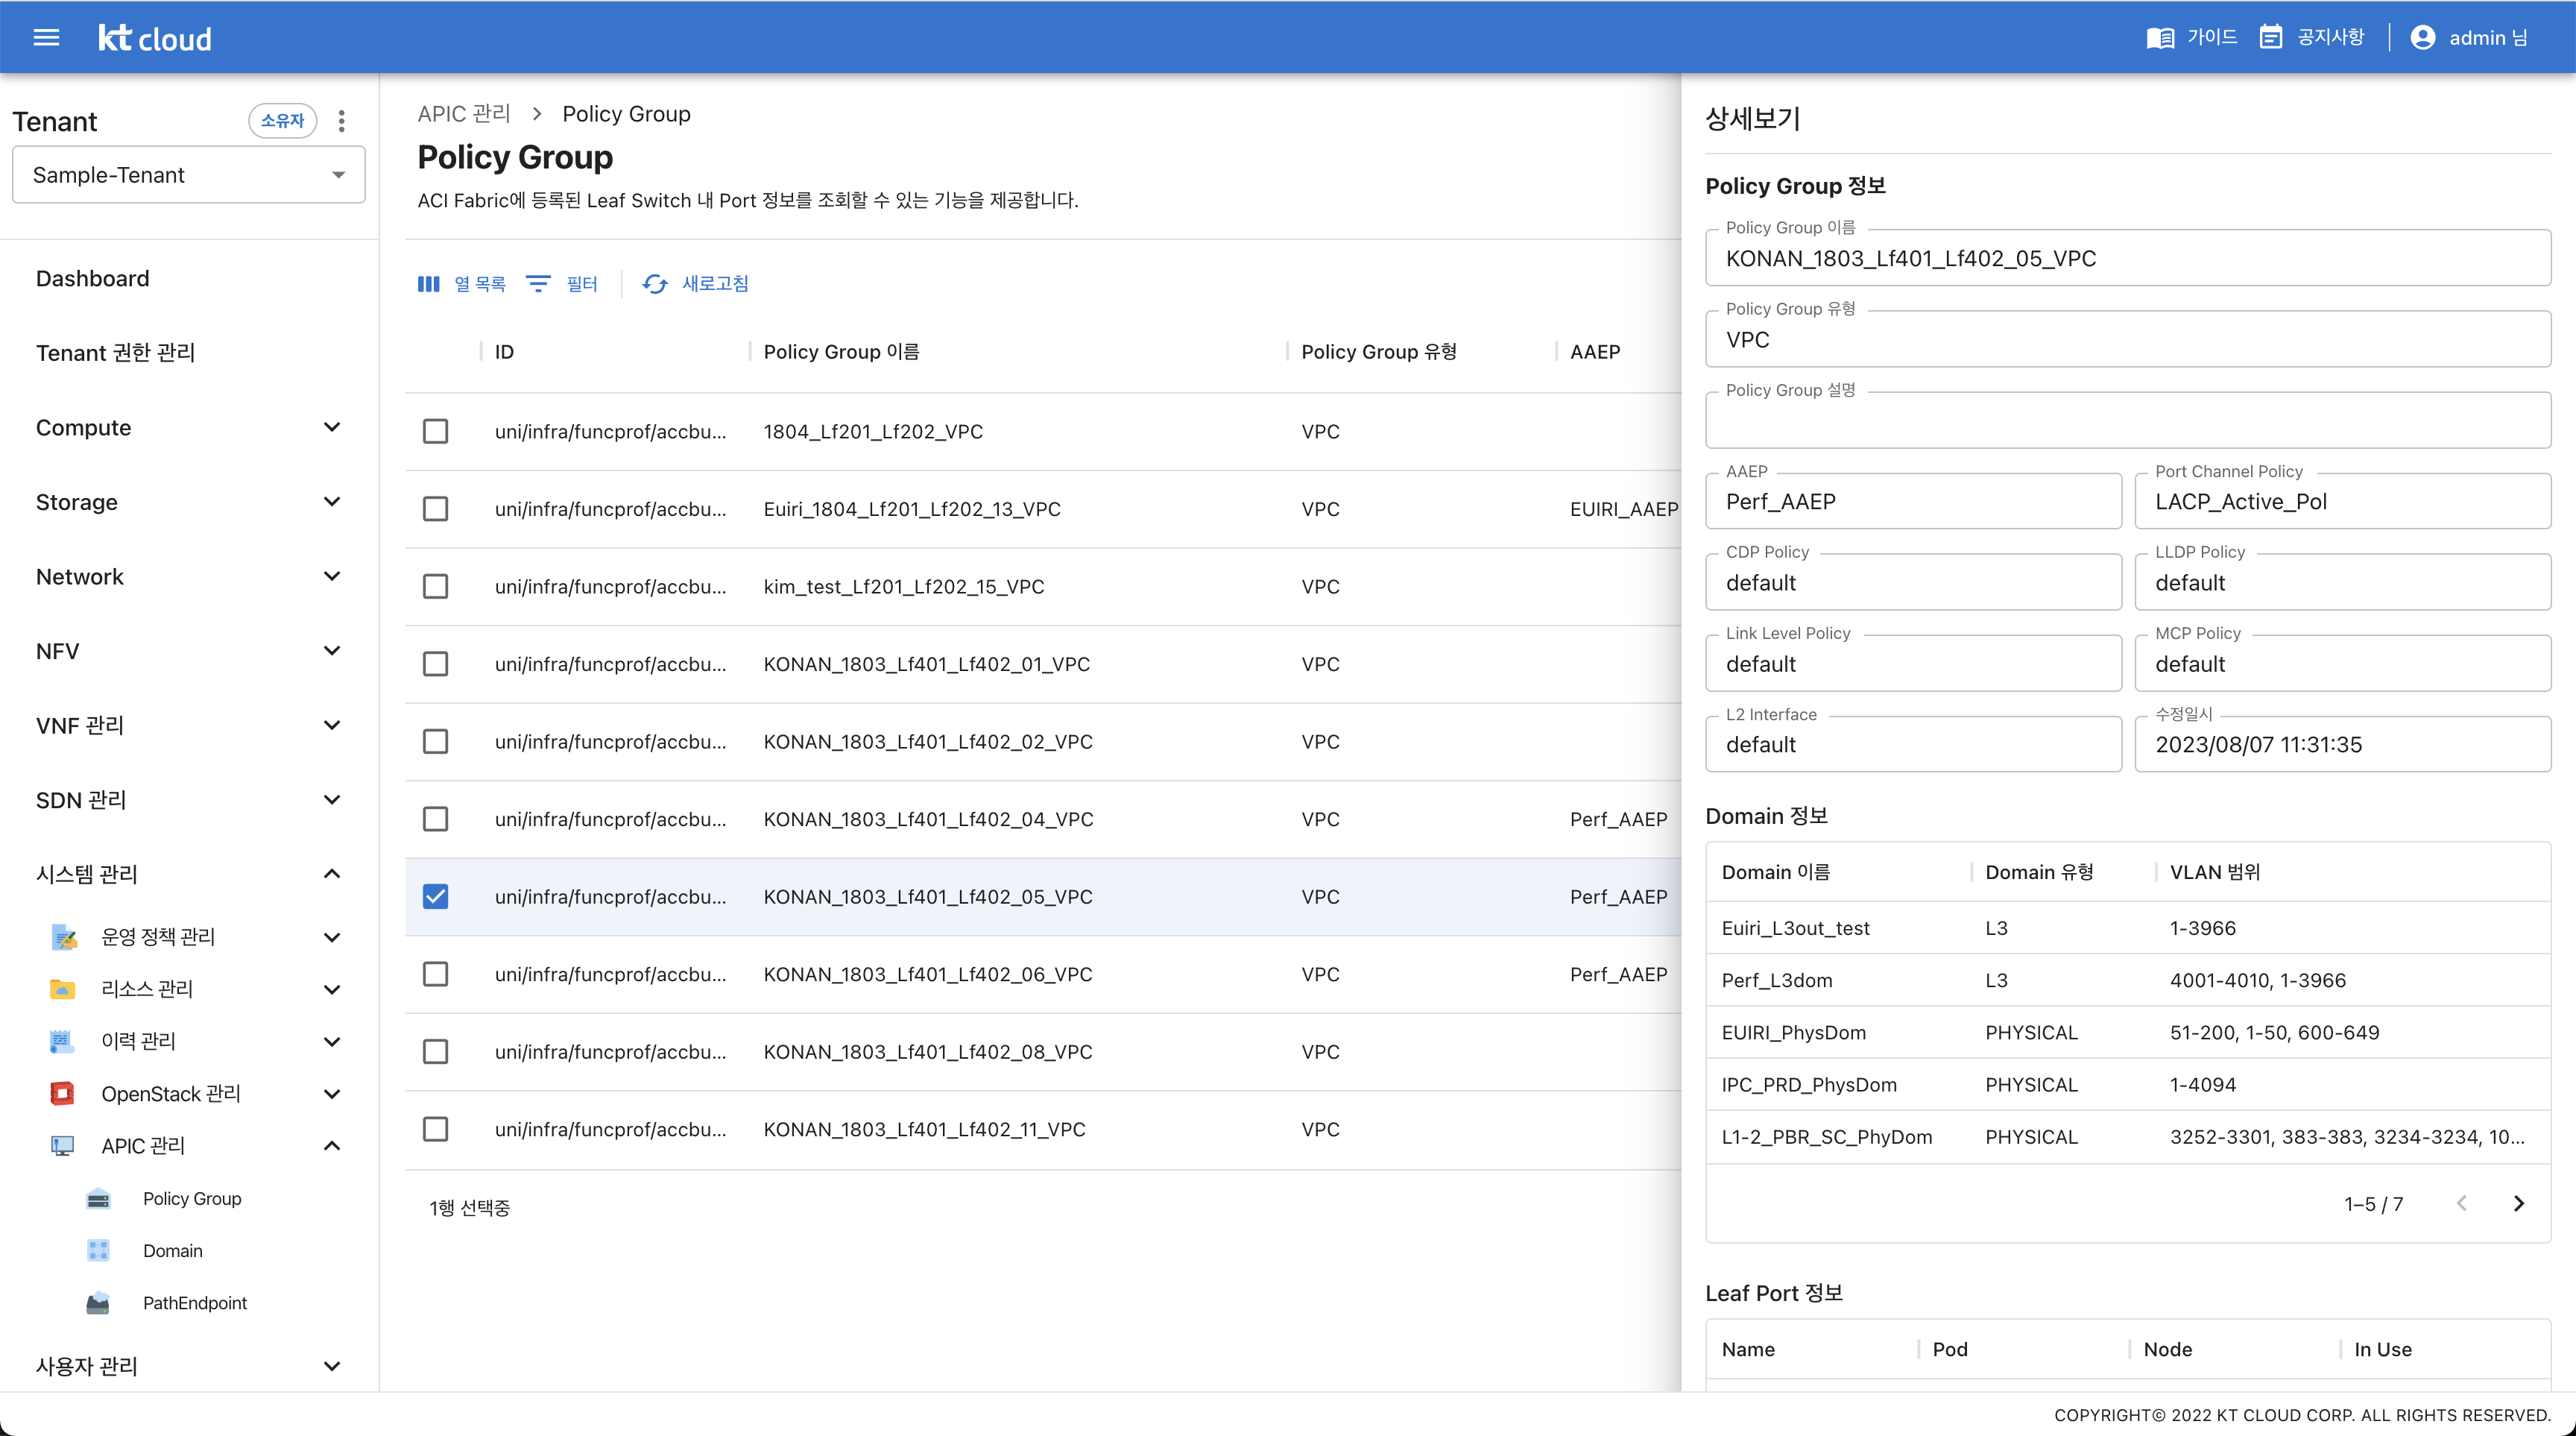 kt cloud
가이드
공지사항
admin 님
Tenant
소유자
Sample-Tenant
Dashboard
Tenant 권한 관리
Compute
Storage
Network
NFV
VNF 관리
SDN 관리
시스템 관리
운영 정책 관리
리소스 관리
이력 관리
OpenStack 관리
APIC 관리
Policy Group
Domain
PathEndpoint
사용자 관리
APIC 관리 > Policy Group
Policy Group
ACI Fabric에 등록된 Leaf Switch 내 Port 정보를 조회할 수 있는 기능을 제공합니다.
열 목록 필터 새로고침
ID Policy Group 이름 Policy Group 유형 AAEP
uni/infra/funcprof/accbu... 1804_Lf201_Lf202_VPC VPC
uni/infra/funcprof/accbu... Euiri_1804_Lf201_Lf202_13_VPC VPC EUIRI_AAEP
uni/infra/funcprof/accbu... kim_test_Lf201_Lf202_15_VPC VPC
uni/infra/funcprof/accbu... KONAN_1803_Lf401_Lf402_01_VPC VPC
uni/infra/funcprof/accbu... KONAN_1803_Lf401_Lf402_02_VPC VPC
uni/infra/funcprof/accbu... KONAN_1803_Lf401_Lf402_04_VPC VPC Perf_AAEP
uni/infra/funcprof/accbu... KONAN_1803_Lf401_Lf402_05_VPC VPC Perf_AAEP
uni/infra/funcprof/accbu... KONAN_1803_Lf401_Lf402_06_VPC VPC Perf_AAEP
uni/infra/funcprof/accbu... KONAN_1803_Lf401_Lf402_08_VPC VPC
uni/infra/funcprof/accbu... KONAN_1803_Lf401_Lf402_11_VPC VPC
1행 선택중
상세보기
Policy Group 정보
Policy Group 이름
KONAN_1803_Lf401_Lf402_05_VPC
Policy Group 유형
VPC
Policy Group 설명
AAEP
Perf_AAEP
Port Channel Policy
LACP_Active_Pol
CDP Policy
default
LLDP Policy
default
Link Level Policy
default
MCP Policy
default
L2 Interface
default
수정일시
2023/08/07 11:31:35
Domain 정보
Domain 이름 Domain 유형 VLAN 범위
Euiri_L3out_test L3 1-3966
Perf_L3dom L3 4001-4010, 1-3966
EUIRI_PhysDom PHYSICAL 51-200, 1-50, 600-649
IPC_PRD_PhysDom PHYSICAL 1-4094
L1-2_PBR_SC_PhyDom PHYSICAL 3252-3301, 383-383, 3234-3234, 10...
1–5 / 7
Leaf Port 정보
Name Pod Node In Use
COPYRIGHT© 2022 KT CLOUD CORP. ALL RIGHTS RESERVED.